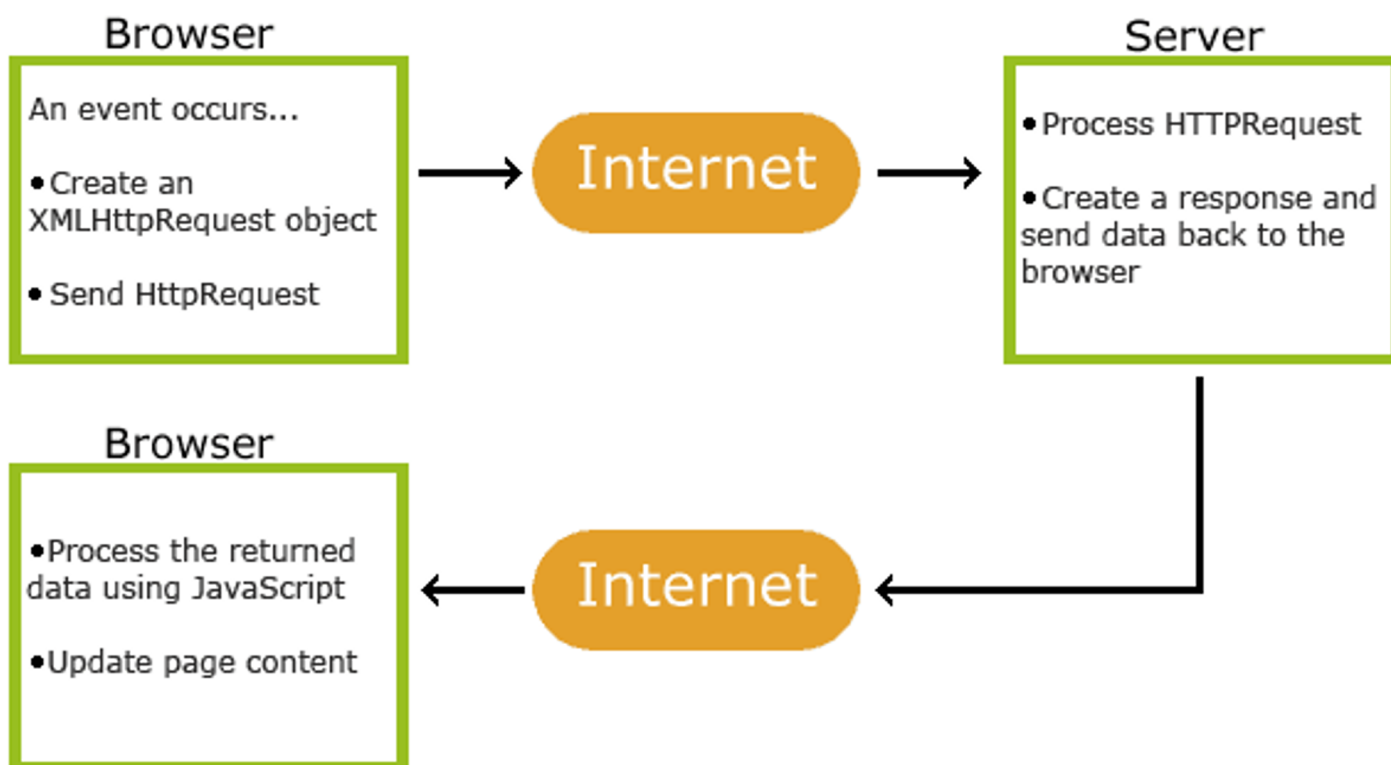 Browser
An event occurs...
•Create an
XMLHttpRequest object
• Send HttpRequest
Internet
Server
•Process HTTPRequest
•Create a response and
send data back to the
browser
Browser
•Process the returned
data using JavaScript
•Update page content
Internet